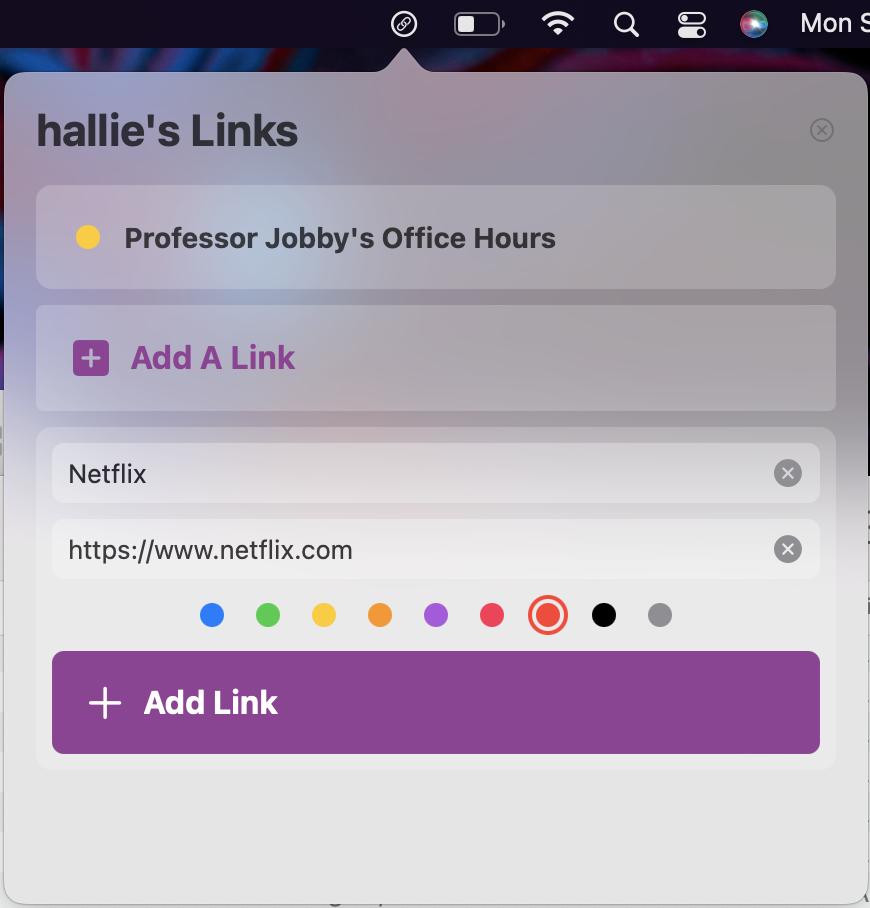 Mon S
hallie's Links
Professor Jobby's Office Hours
Add A Link
Netflix
https://www.netflix.com
Add Link